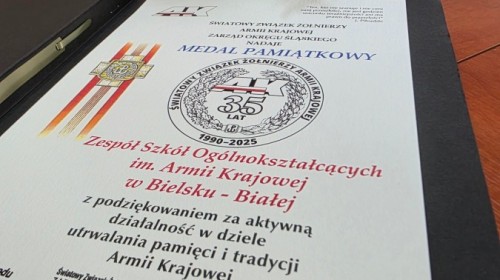 AK
ŚWIATOWY ZWIĄZEK ŻOŁNIERZY
ARMII KRAJOWEJ
ZARZĄD OKRĘGU ŚLĄSKIEGO
NADAJE
MEDAL PAMIĄTKOWY
ŚWIATOWY ZWIĄZEK ŻOŁNIERZY ARMII KRAJOWEJ
AK
35
LAT
1990-2025
Zespół Szkół Ogólnokształcących
im. Armii Krajowej
w Bielsku - Białej
z podziękowaniem za aktywną
działalność w dziele
utrwalania pamięci i tradycji
Armii Krajowej
Światowy